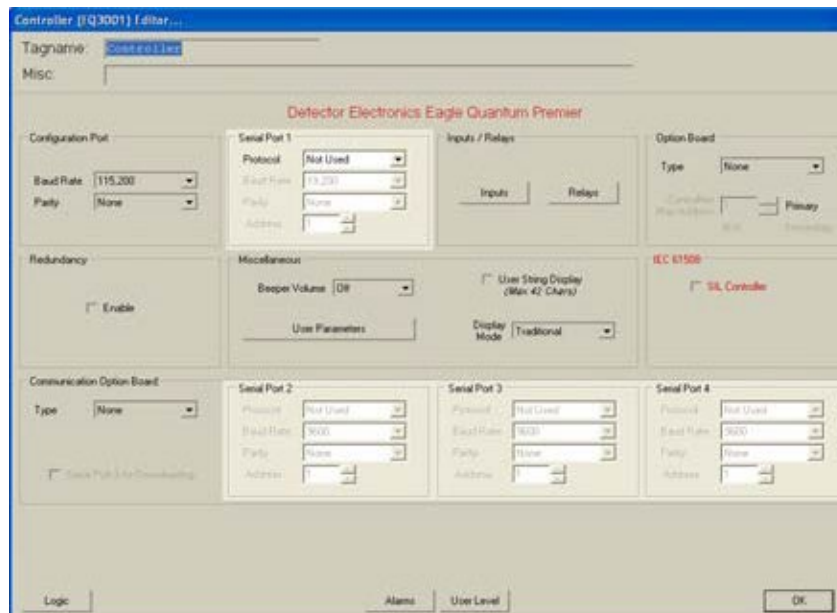 Controller (EQ3001) Editor...
Tagname: Controller
Misc:
Detector Electronics Eagle Quantum Premier
Configuration Port
Baud Rate 115,200
Parity None
Serial Port 1
Protocol Not Used
Baud Rate 19,200
Parity None
Address 1
Inputs / Relays
Inputs Relays
Option Board
Type None
Controller
Primary
Redundancy
Enable
Miscellaneous
Beeper Volume Off
User String Display
(Max 42 Chars)
User Parameters
Display Mode Traditional
IEC 61508
SIL Controller
Communication Option Board
Type None
Serial Port 2
Protocol Not Used
Baud Rate 9600
Parity None
Address 1
Serial Port 3
Protocol Not Used
Baud Rate 9600
Parity None
Address 1
Serial Port 4
Protocol Not Used
Baud Rate 9600
Parity None
Address 1
Logic Alarms User Level OK